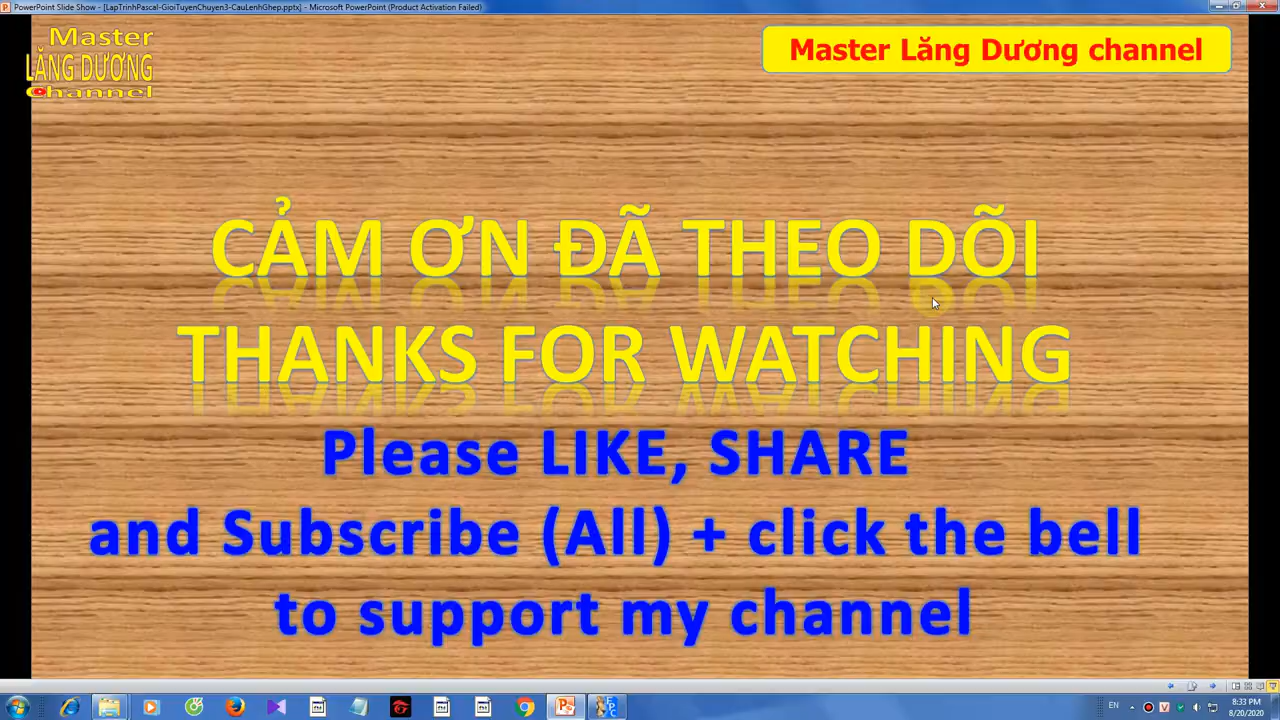 PowerPoint Slide Show - [LapTrinhPascal-GioiTuyenChuyen3-CauLenhGhep.pptx] - Microsoft PowerPoint (Product Activation Failed)
Master
LĂNG DƯƠNG
Channel
Master Lăng Dương channel
CẢM ƠN ĐÃ THEO DÕI
THANKS FOR WATCHING
Please LIKE, SHARE
and Subscribe (All) + click the bell
to support my channel
EN
8:33 PM
8/20/2020